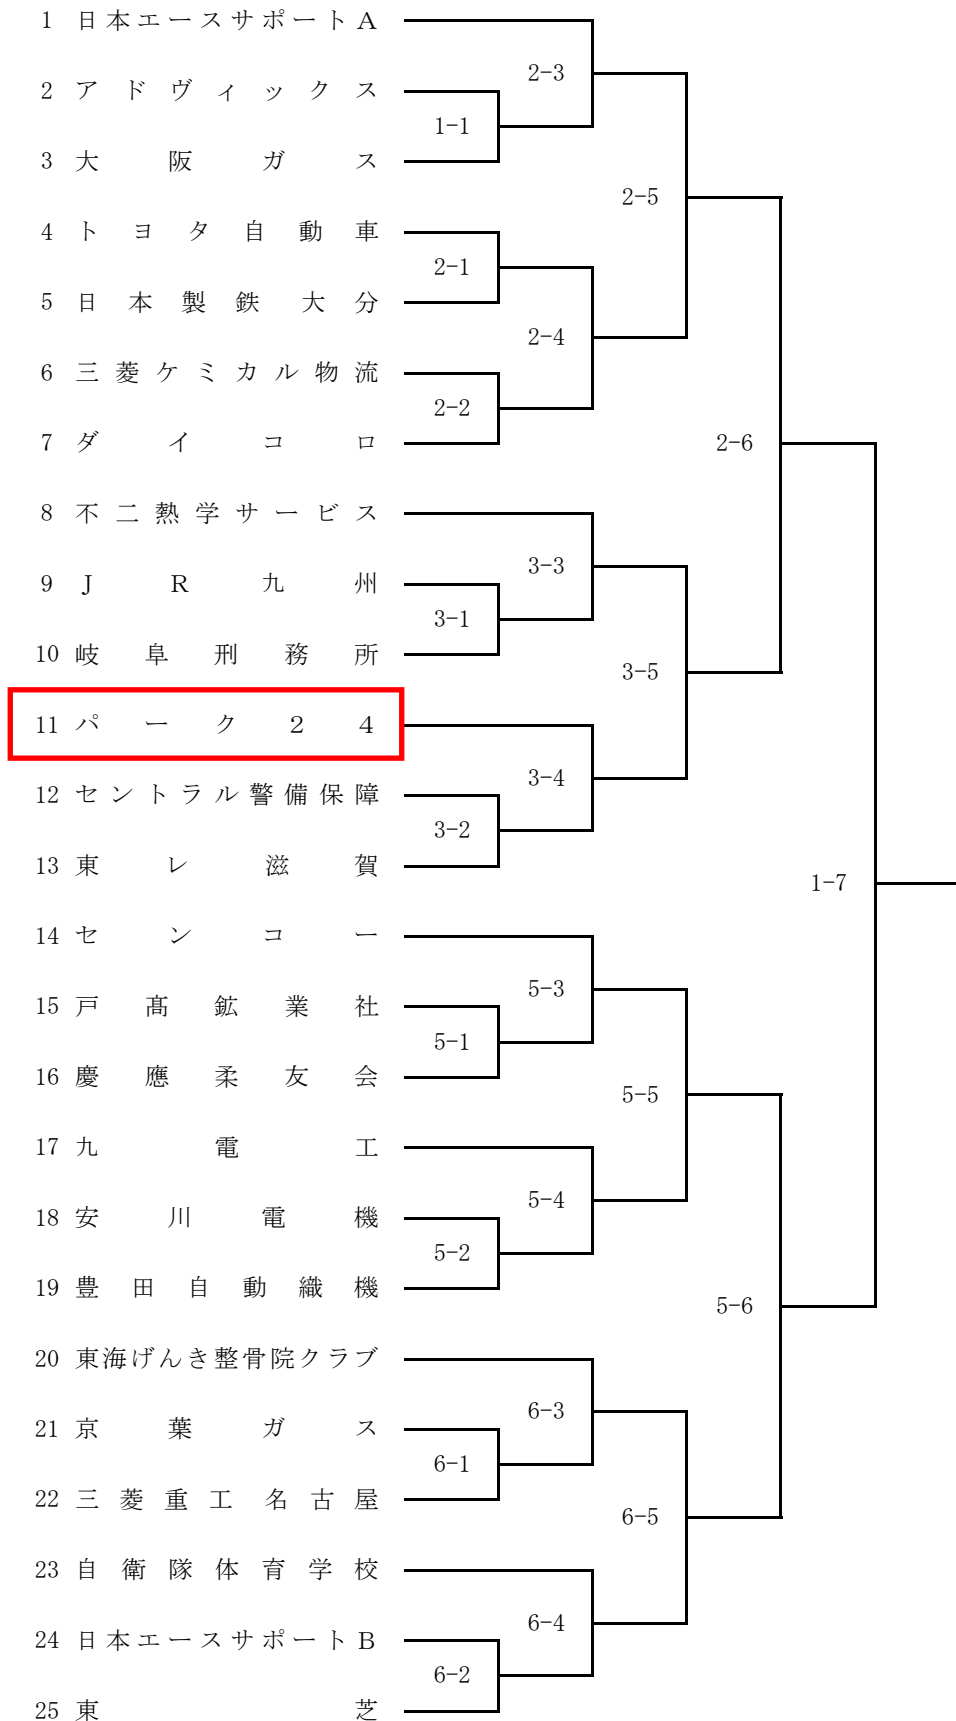 1 日本エースサポートA
2-3
2 アドヴィックス
1-1
3 大阪ガス
2-5
4 トヨタ自動車
2-1
5 日本製鉄大分
2-4
6 三菱ケミカル物流
2-2
7 ダイコロ
2-6
8 不二熱学サービス
3-3
9 JR九州
3-1
10 岐阜刑務所
3-5
11 パーク24
3-4
12 セントラル警備保障
3-2
13 東レ滋賀
1-7
14 センコー
5-3
15 戸髙鉱業社
5-1
16 慶應柔友会
5-5
17 九電工
5-4
18 安川電機
5-2
19 豊田自動織機
5-6
20 東海げんき整骨院クラブ
6-3
21 京葉ガス
6-1
22 三菱重工名古屋
6-5
23 自衛隊体育学校
6-4
24 日本エースサポートB
6-2
25 東芝